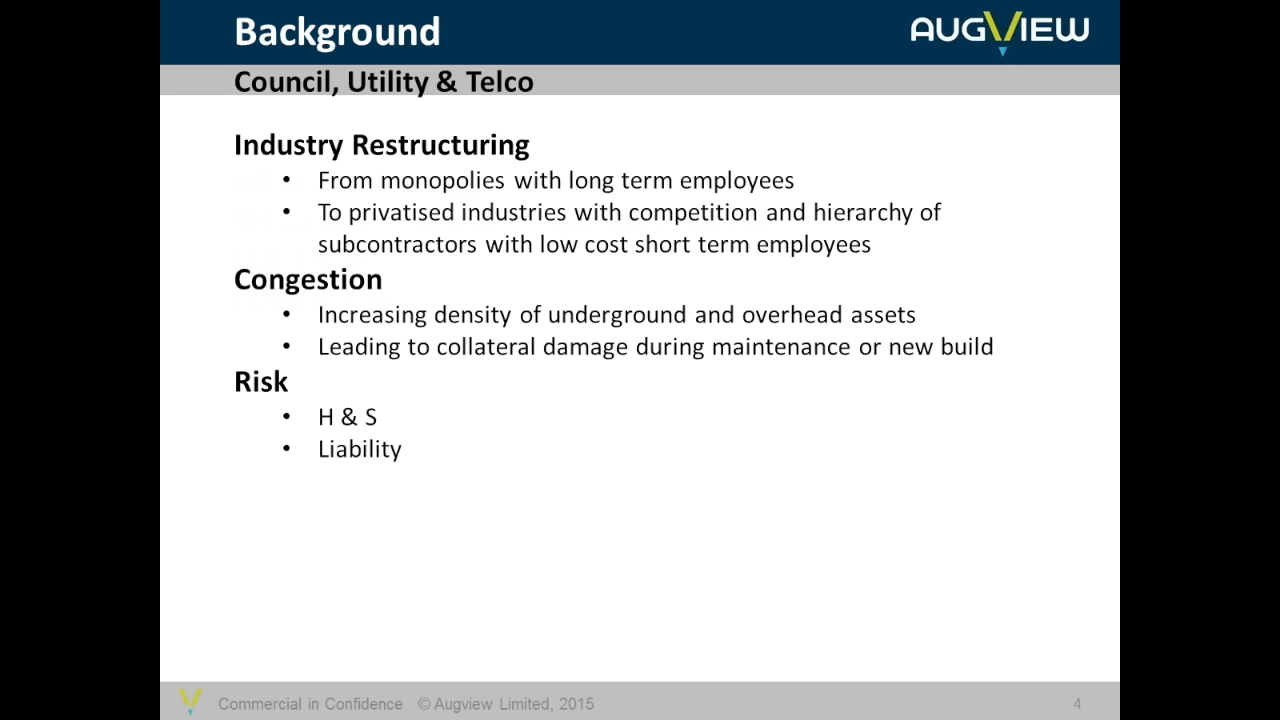 Background
AUGVIEW
Council, Utility & Telco
Industry Restructuring
• From monopolies with long term employees
• To privatised industries with competition and hierarchy of
subcontractors with low cost short term employees
Congestion
• Increasing density of underground and overhead assets
• Leading to collateral damage during maintenance or new build
Risk
• H & S
• Liability
Commercial in Confidence © Augview Limited, 2015
4